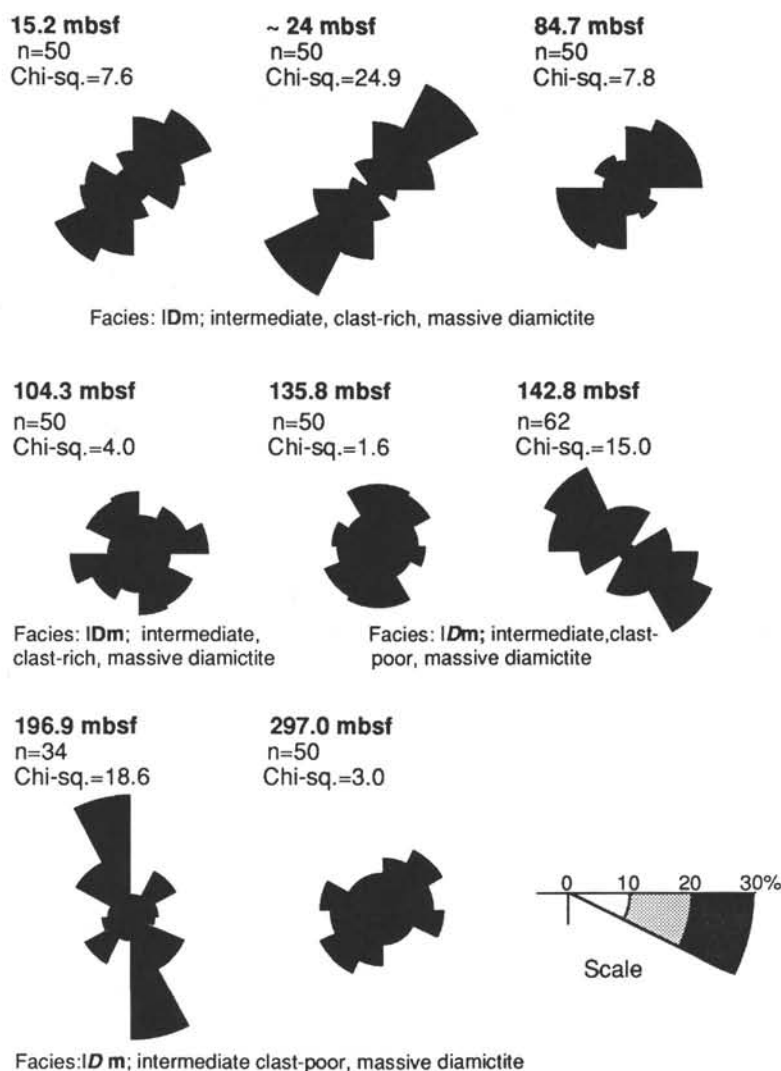 15.2 mbsf
n=50
Chi-sq.=7.6
~ 24 mbsf
n=50
Chi-sq.=24.9
84.7 mbsf
n=50
Chi-sq.=7.8
Facies: IDm; intermediate, clast-rich, massive diamictite
104.3 mbsf
n=50
Chi-sq.=4.0
135.8 mbsf
n=50
Chi-sq.=1.6
142.8 mbsf
n=62
Chi-sq.=15.0
Facies: IDm; intermediate,
clast-rich, massive diamictite
Facies: IDm; intermediate,clast-
poor, massive diamictite
196.9 mbsf
n=34
Chi-sq.=18.6
297.0 mbsf
n=50
Chi-sq.=3.0
0 10 20 30%
Scale
Facies:ID m; intermediate clast-poor, massive diamictite